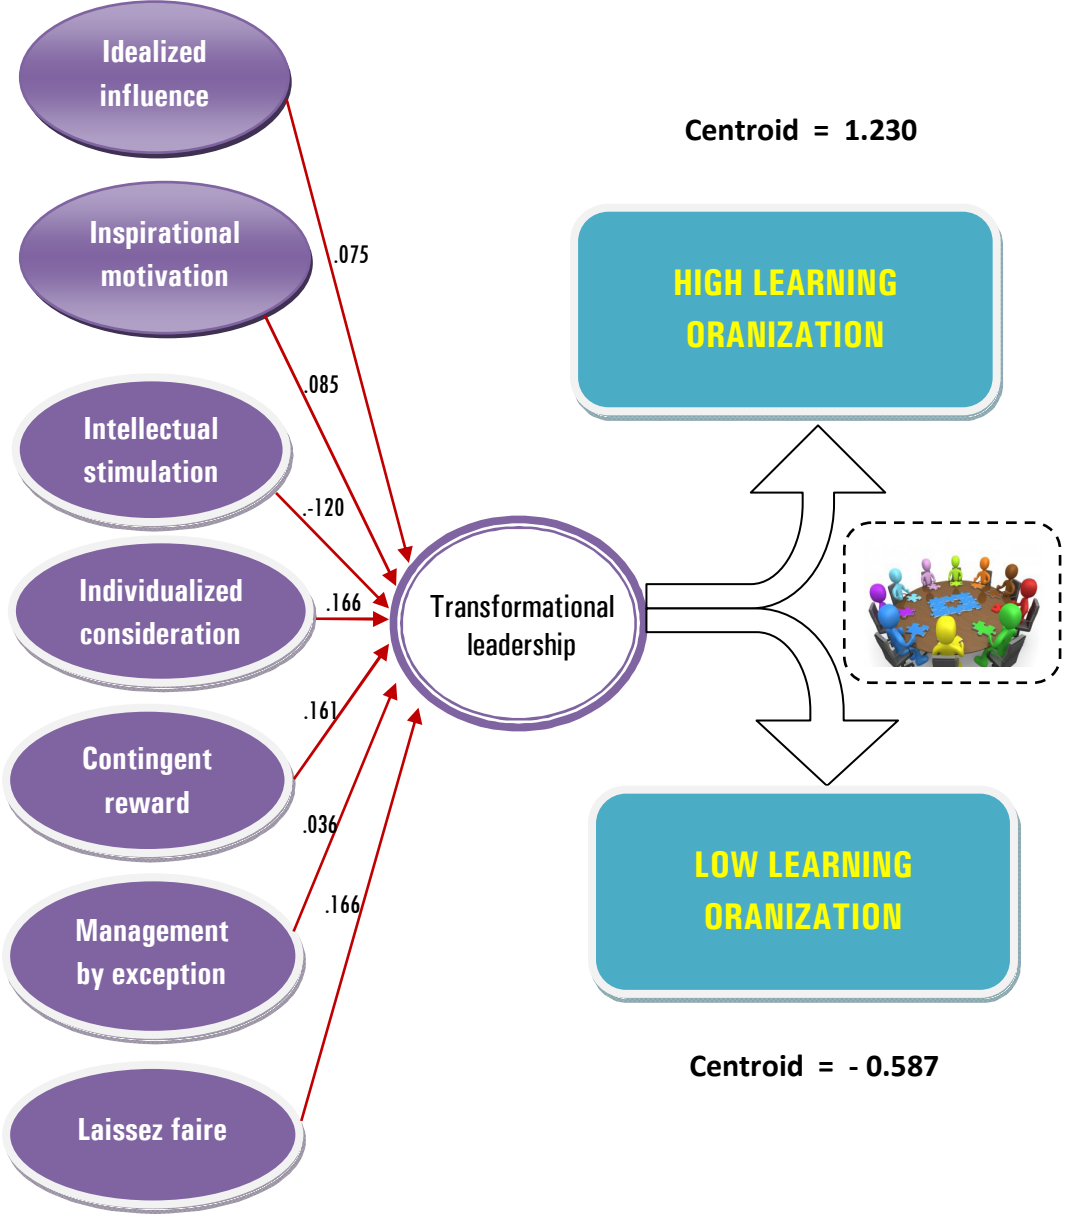 Idealized
influence
Centroid = 1.230
Inspirational
motivation
.075
HIGH LEARNING
ORANIZATION
.085
Intellectual
stimulation
.-120
Individualized
consideration
.166
Transformational
leadership
.161
Contingent
reward
.036
LOW LEARNING
ORANIZATION
.166
Management
by exception
Centroid = - 0.587
Laissez faire